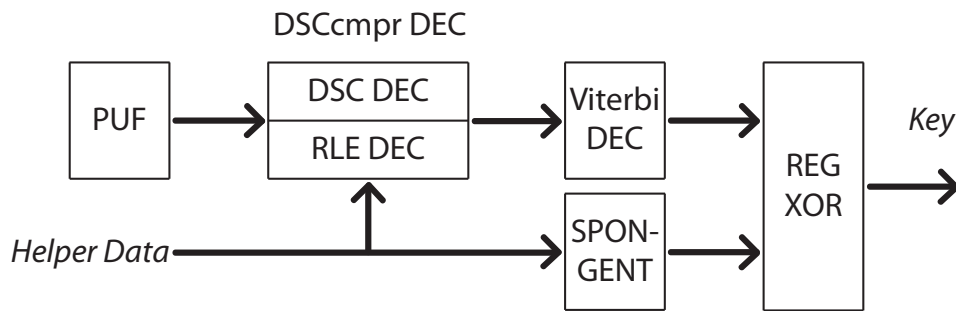 DSCcmpr DEC
PUF
DSC DEC
RLE DEC
Viterbi
DEC
Key
REG
XOR
Helper Data
SPON-
GENT